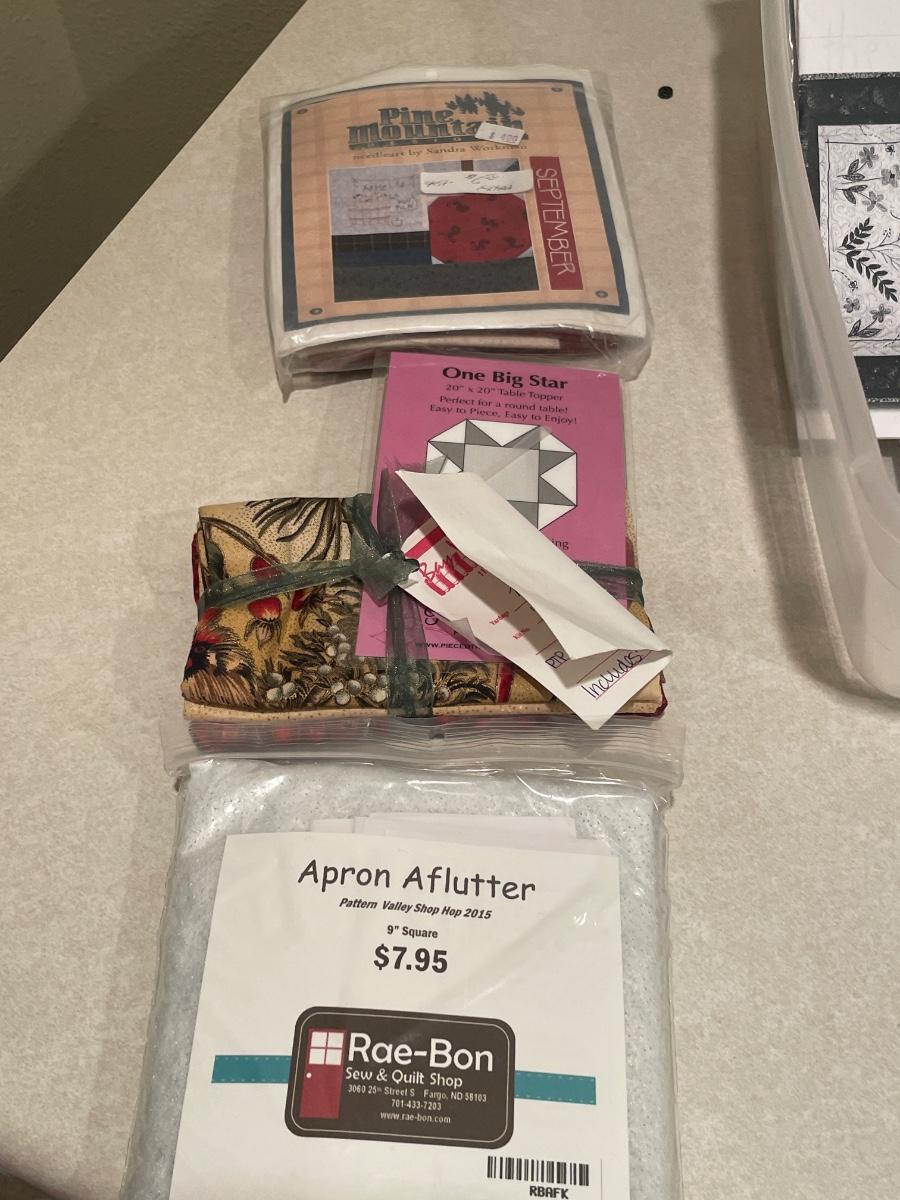 Pine
Mountain
needleart by Sandra Workman
SEPTEMBER
One Big Star
20" x 20" Table Topper
Perfect for a round table!
Easy to Piece, Easy to Enjoy!
Yardage
Includes
Apron Aflutter
Pattern Valley Shop Hop 2015
9" Square
$7.95
Rae-Bon
Sew & Quilt Shop
3060 25th Street S Fargo, ND 58103
701-433-7203
www.rae-bon.com
RBAFK